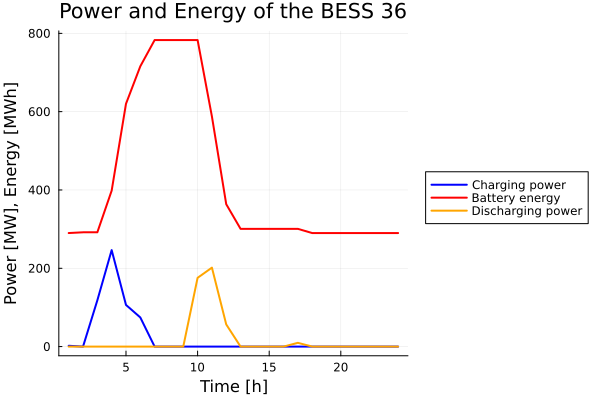 Power and Energy of the BESS 36
Power [MW], Energy [MWh]
800
600
400
200
0
5
10
15
20
Time [h]
Charging power
Battery energy
Discharging power